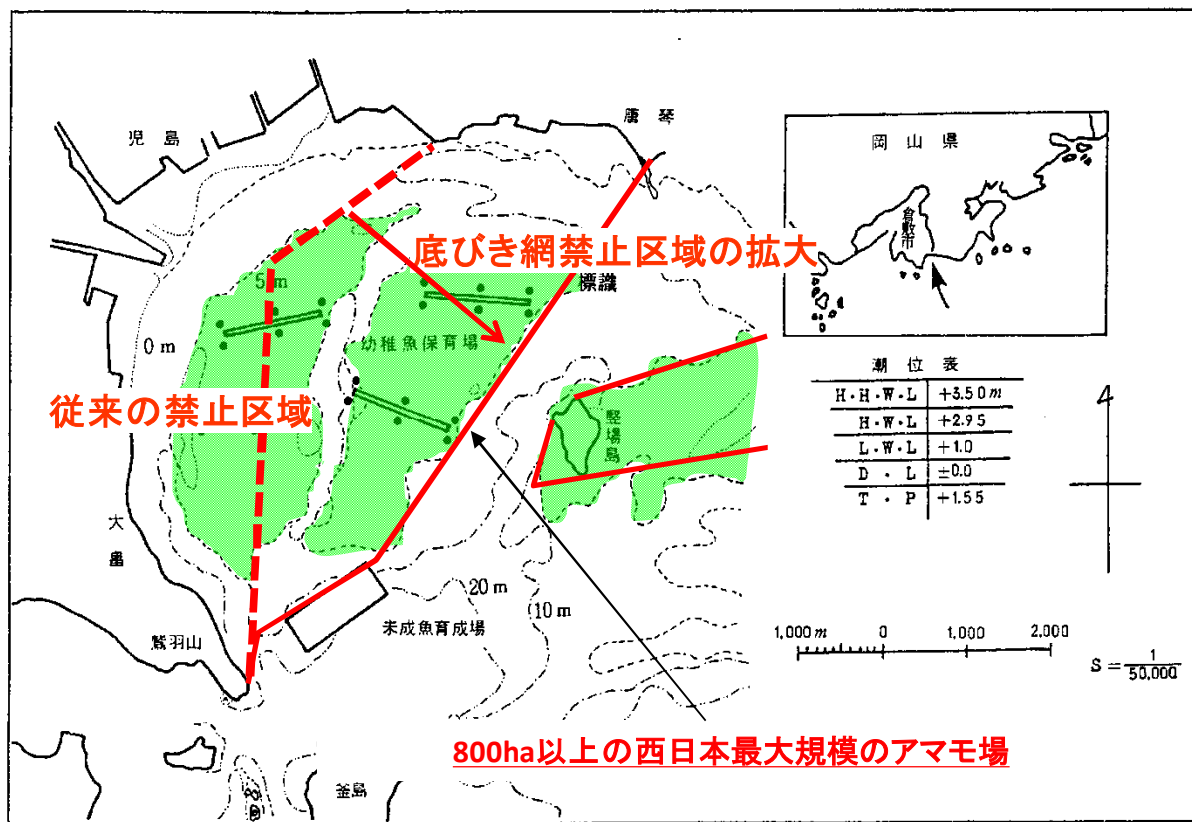 児島
唐琴
岡山県
倉敷市
底びき網禁止区域の拡大
標識
5m
0m
幼稚魚保育場
従来の禁止区域
竪場島
潮位表
H・H・W・L +3.50m
H・W・L +2.95
L・W・L +1.0
D・L ±0.0
T・P +1.55
4
大畠
20m
10m
未成魚育成場
鷲羽山
1,000m 0 1,000 2,000
S=1/50,000
800ha以上の西日本最大規模のアマモ場
釜島